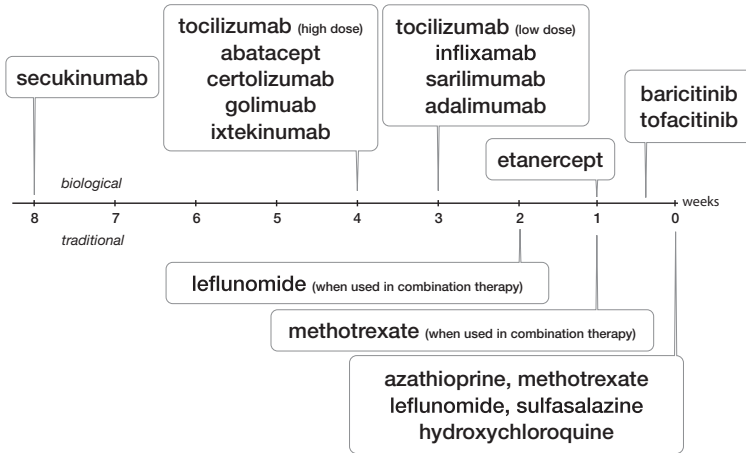 secukinumab
tocilizumab (high dose)
abatacept
certolizumab
golimuab
ixtekinumab
tocilizumab (low dose)
inflixamab
sarilimumab
adalimumab
etanercept
baricitinib
tofacitinib
biological
weeks
8 7 6 5 4 3 2 1 0
traditional
leflunomide (when used in combination therapy)
methotrexate (when used in combination therapy)
azathioprine, methotrexate
leflunomide, sulfasalazine
hydroxychloroquine